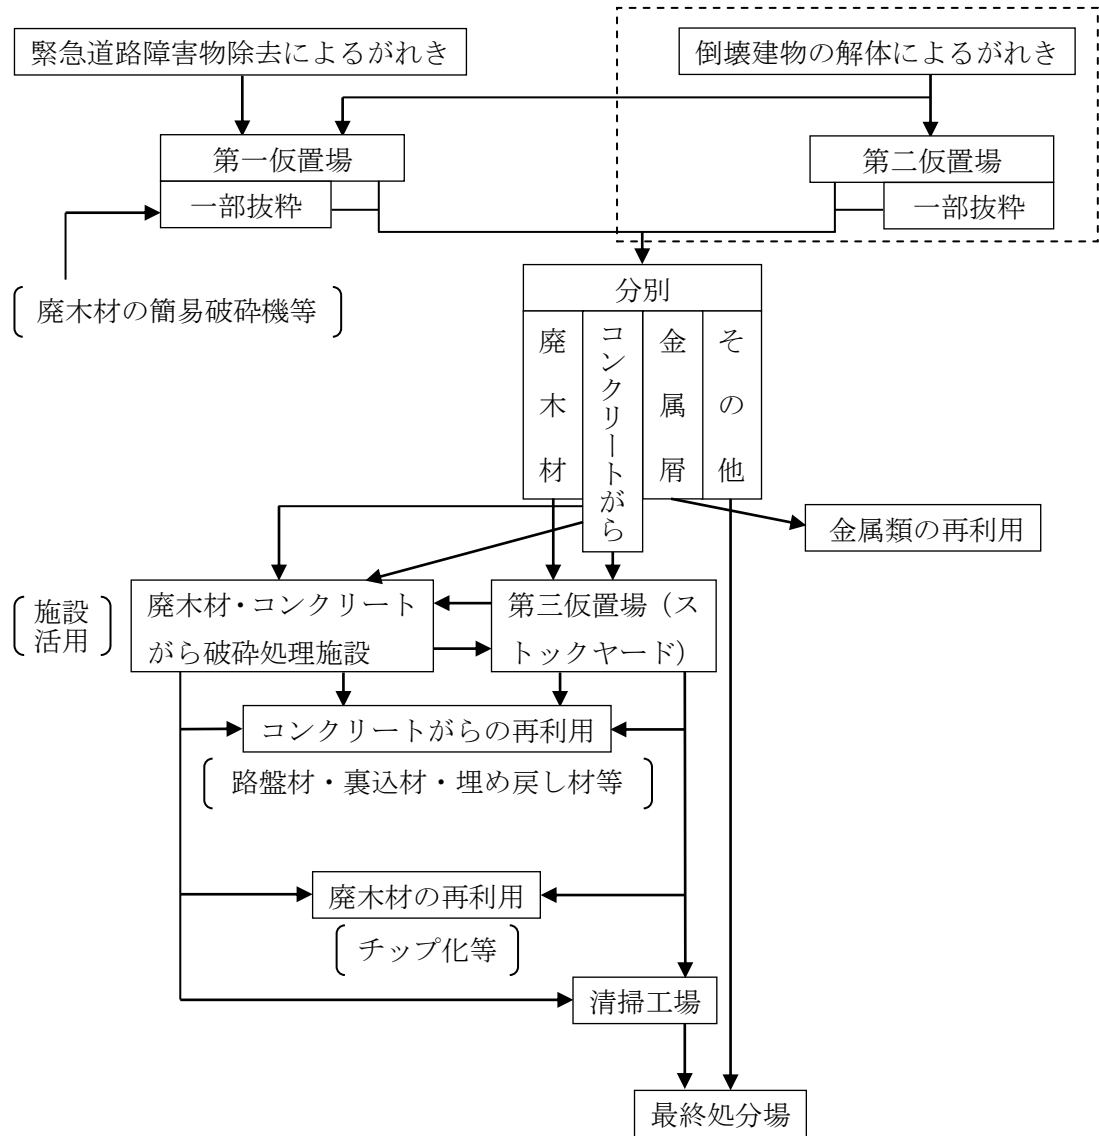 緊急道路障害物除去によるがれき
倒壊建物の解体によるがれき
第一仮置場
第二仮置場
一部抜粋
一部抜粋
廃木材の簡易破砕機等
分別
廃木材
コンクリートがら
金属屑
その他
金属類の再利用
施設
活用
廃木材・コンクリート
がら破砕処理施設
第三仮置場（ス
トックヤード）
コンクリートがらの再利用
路盤材・裏込材・埋め戻し材等
廃木材の再利用
チップ化等
清掃工場
最終処分場